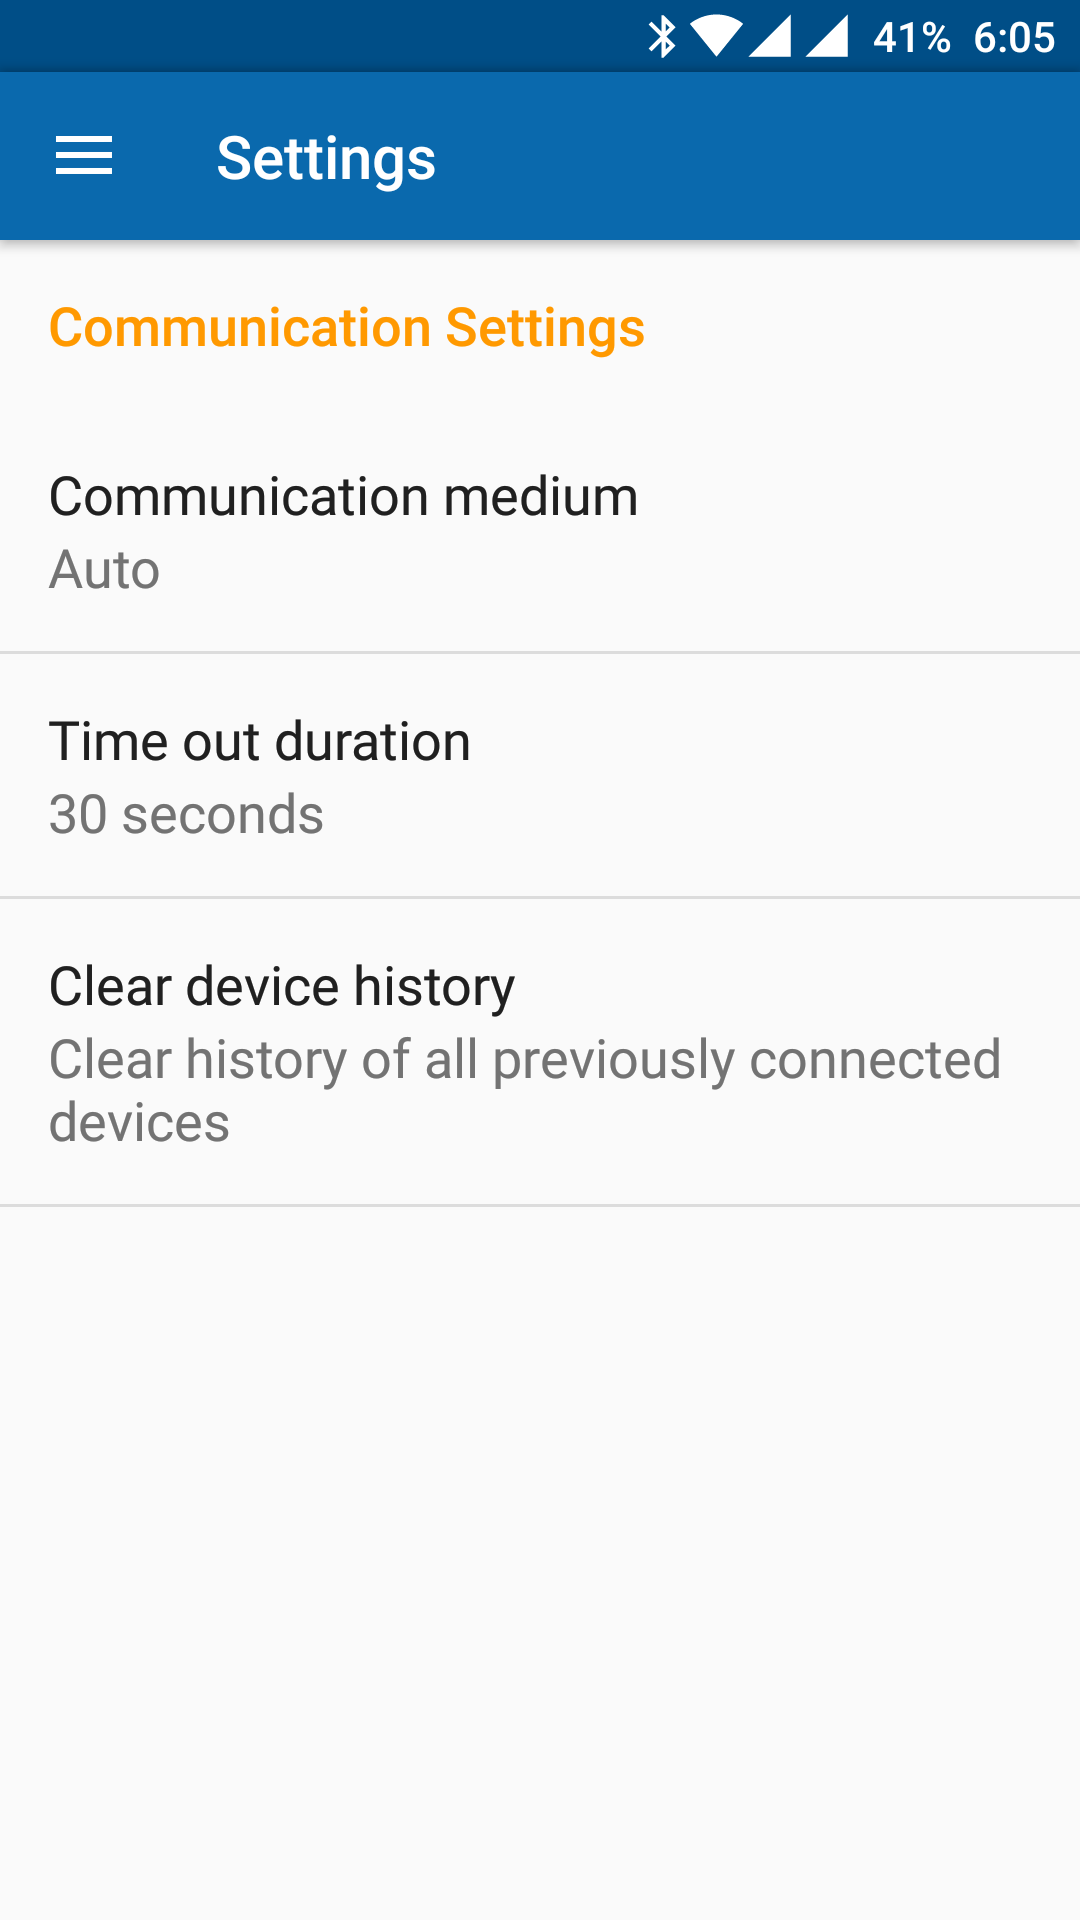 41% 6:05
Settings
Communication Settings
Communication medium
Auto
Time out duration
30 seconds
Clear device history
Clear history of all previously connected
devices